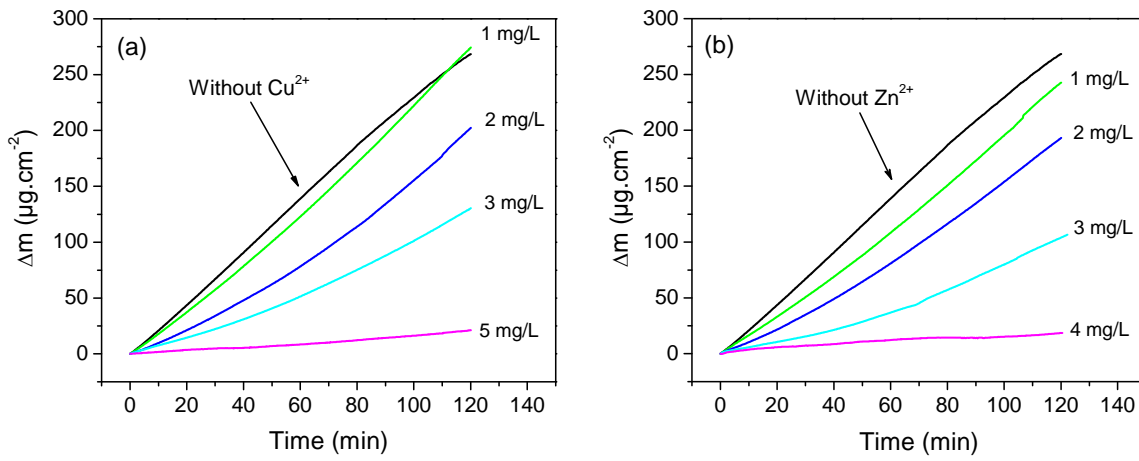 (a)
300
250
200
150
100
50
0
Δm (µg.cm⁻²)
Without Cu²⁺
1 mg/L
2 mg/L
3 mg/L
5 mg/L
0 20 40 60 80 100 120 140
Time (min)
(b)
300
250
200
150
100
50
0
Δm (µg.cm⁻²)
Without Zn²⁺
1 mg/L
2 mg/L
3 mg/L
4 mg/L
0 20 40 60 80 100 120 140
Time (min)